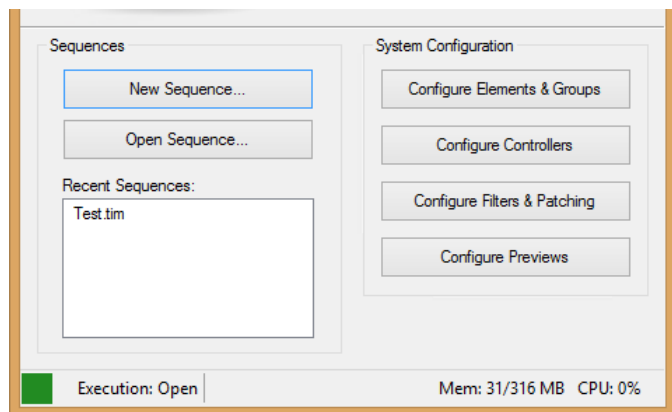 Sequences
New Sequence...
Open Sequence...
Recent Sequences:
Test.tim
System Configuration
Configure Elements & Groups
Configure Controllers
Configure Filters & Patching
Configure Previews
Execution: Open
Mem: 31/316 MB CPU: 0%